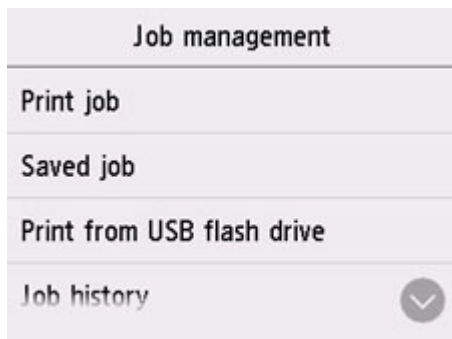 Job management
Print job
Saved job
Print from USB flash drive
Job history